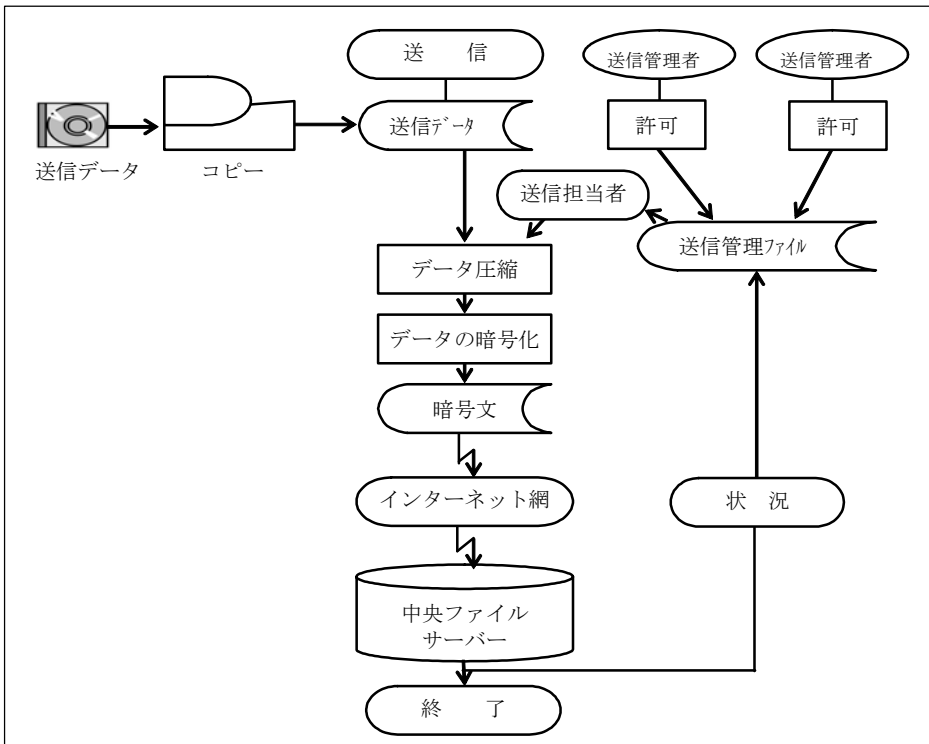 送　　信
送信管理者
送信管理者
送信ﾃﾞｰﾀ
許可
許可
送信データ
コピー
送信担当者
送信管理ﾌｧｲﾙ
データ圧縮
データの暗号化
暗号文
インターネット網
状　況
中央ファイル
サーバー
終　　了